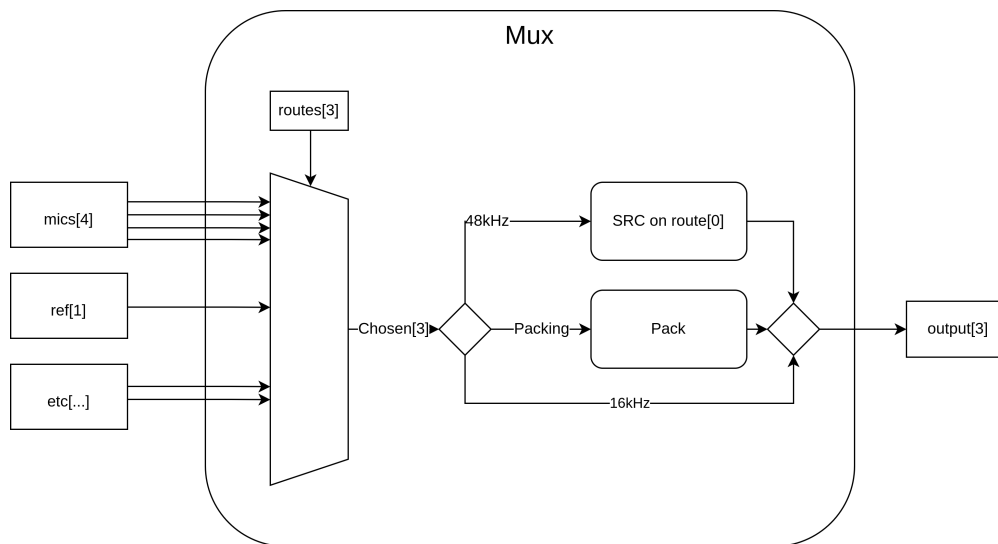 Mux
routes[3]
mics[4]
ref[1]
etc[...]
Chosen[3]
48kHz
SRC on route[0]
Packing
Pack
16kHz
output[3]